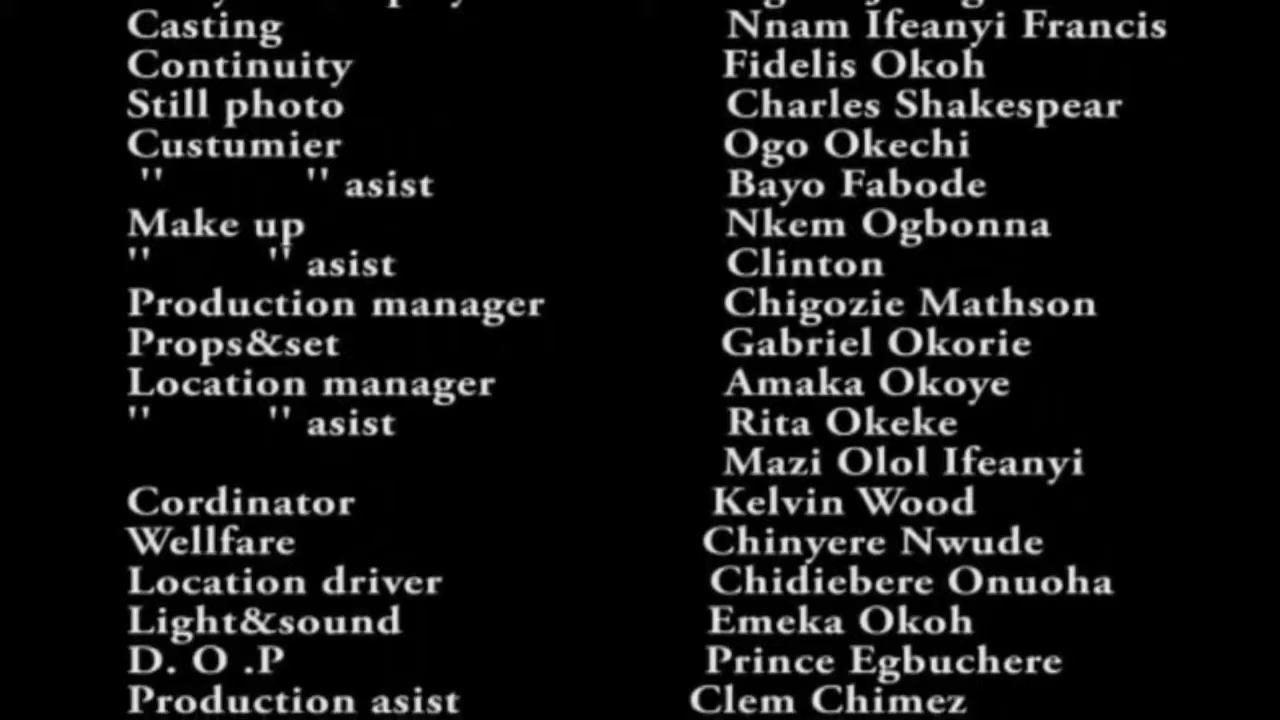 Casting Nnam Ifeanyi Francis
Continuity Fidelis Okoh
Still photo Charles Shakespear
Custumier Ogo Okechi
" " asist Bayo Fabode
Make up Nkem Ogbonna
" " asist Clinton
Production manager Chigozie Mathson
Props&set Gabriel Okorie
Location manager Amaka Okoye
" " asist Rita Okeke
Mazi Olol Ifeanyi
Cordinator Kelvin Wood
Wellfare Chinyere Nwude
Location driver Chidiebere Onuoha
Light&sound Emeka Okoh
D. O .P Prince Egbuchere
Production asist Clem Chimez